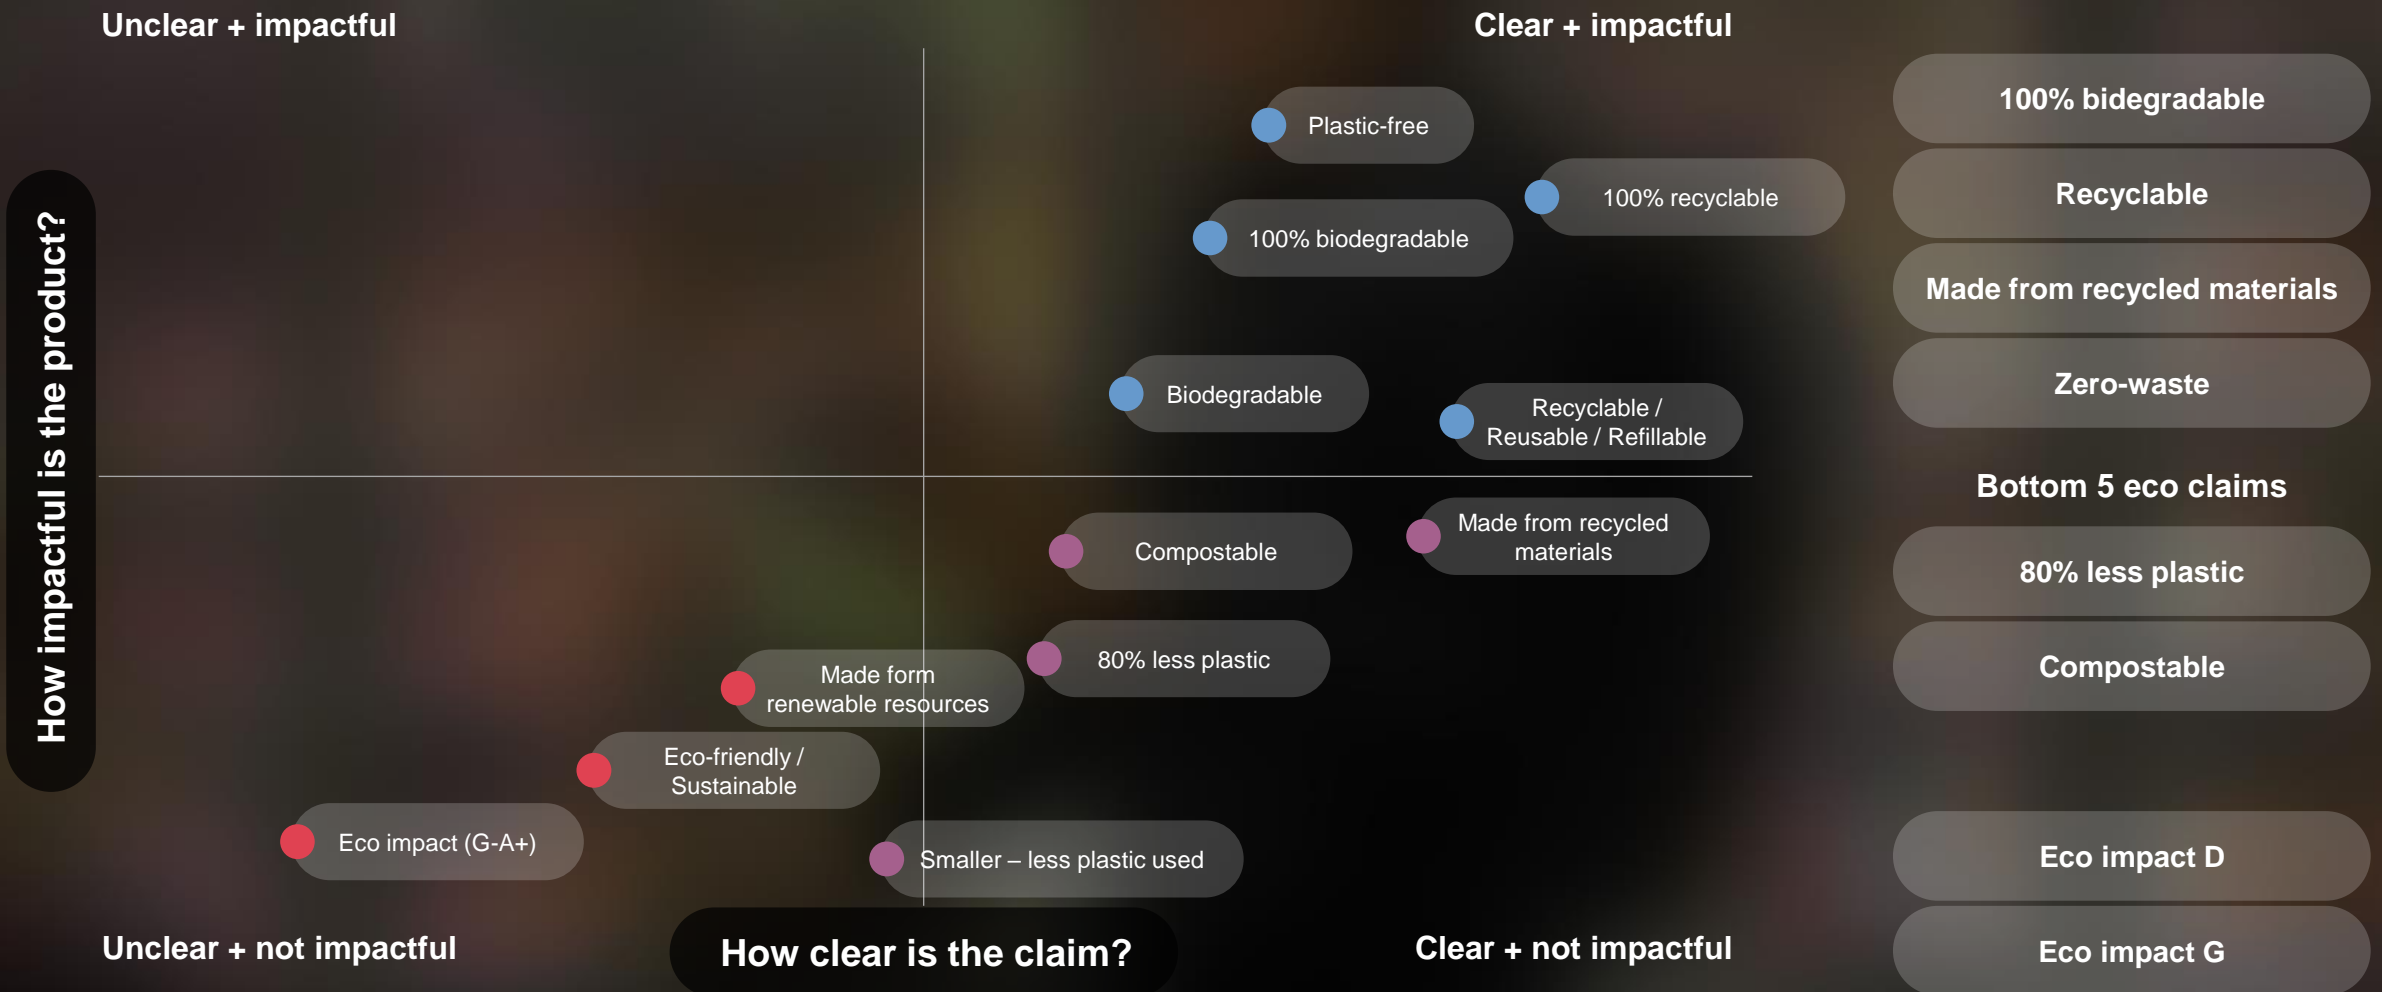 Unclear + impactful
Clear + impactful
How impactful is the product?
Plastic-free
100% recyclable
100% biodegradable
Biodegradable
Recyclable /
Reusable / Refillable
Compostable
Made from recycled
materials
80% less plastic
Made form
renewable resources
Eco-friendly /
Sustainable
Eco impact (G-A+)
Smaller – less plastic used
Unclear + not impactful
How clear is the claim?
Clear + not impactful
100% bidegradable
Recyclable
Made from recycled materials
Zero-waste
Bottom 5 eco claims
80% less plastic
Compostable
Eco impact D
Eco impact G